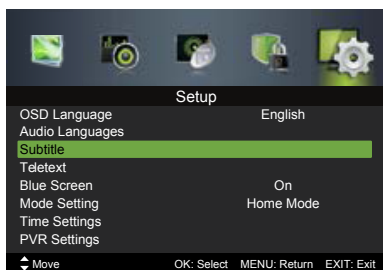 Setup
OSD Language English
Audio Languages
Subtitle
Teletext
Blue Screen On
Mode Setting Home Mode
Time Settings
PVR Settings
Move OK: Select MENU: Return EXIT: Exit